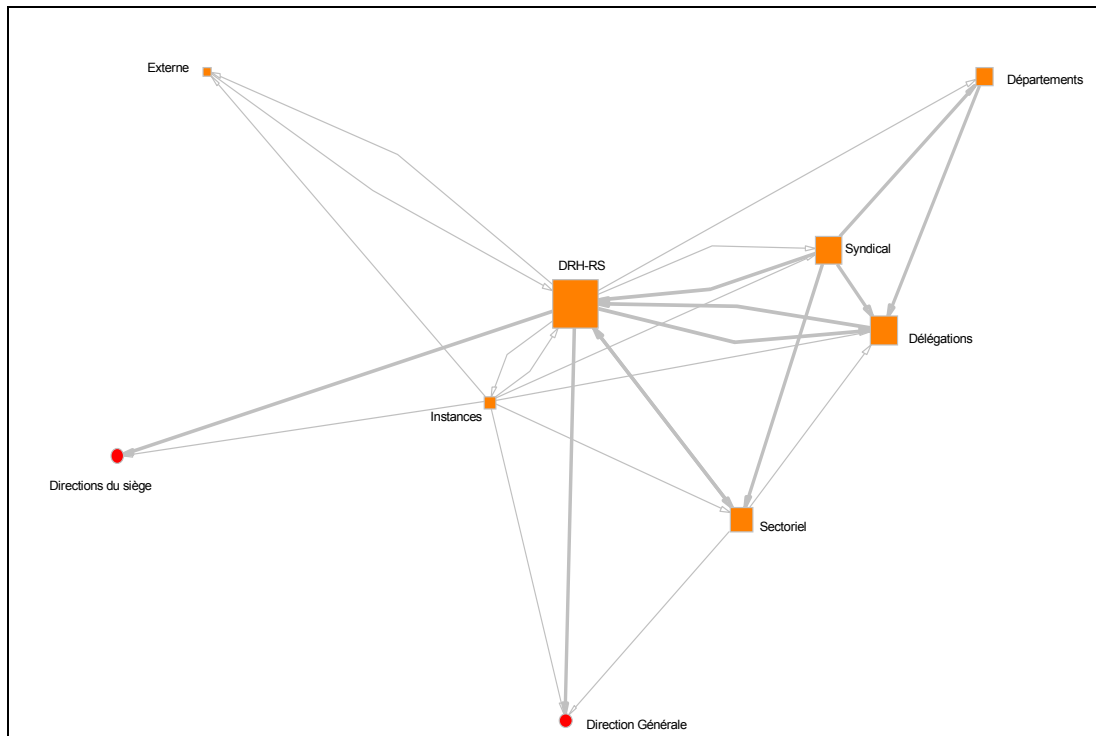 Externe
Départements
Syndical
DRH-RS
Délégations
Instances
Directions du siège
Sectoriel
Direction Générale